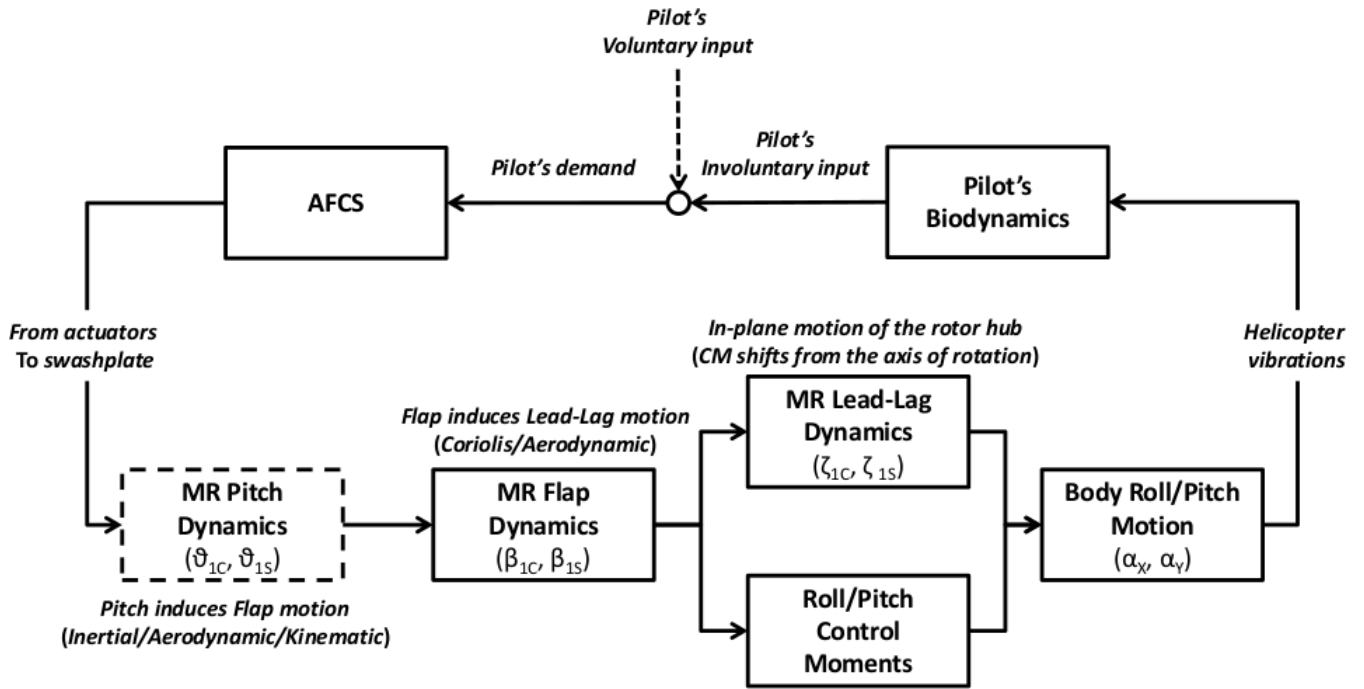 Pilot's
Voluntary input
Pilot's demand
Pilot's
Involuntary input
AFCS
Pilot's
Biodynamics
From actuators
To swashplate
In-plane motion of the rotor hub
(CM shifts from the axis of rotation)
Helicopter
vibrations
Flap induces Lead-Lag motion
(Coriolis/Aerodynamic)
MR Lead-Lag
Dynamics
(ζ1C, ζ 1S)
MR Pitch
Dynamics
(ϑ1C, ϑ1S)
MR Flap
Dynamics
(β1C, β1S)
Body Roll/Pitch
Motion
(αX, αY)
Pitch induces Flap motion
(Inertial/Aerodynamic/Kinematic)
Roll/Pitch
Control
Moments